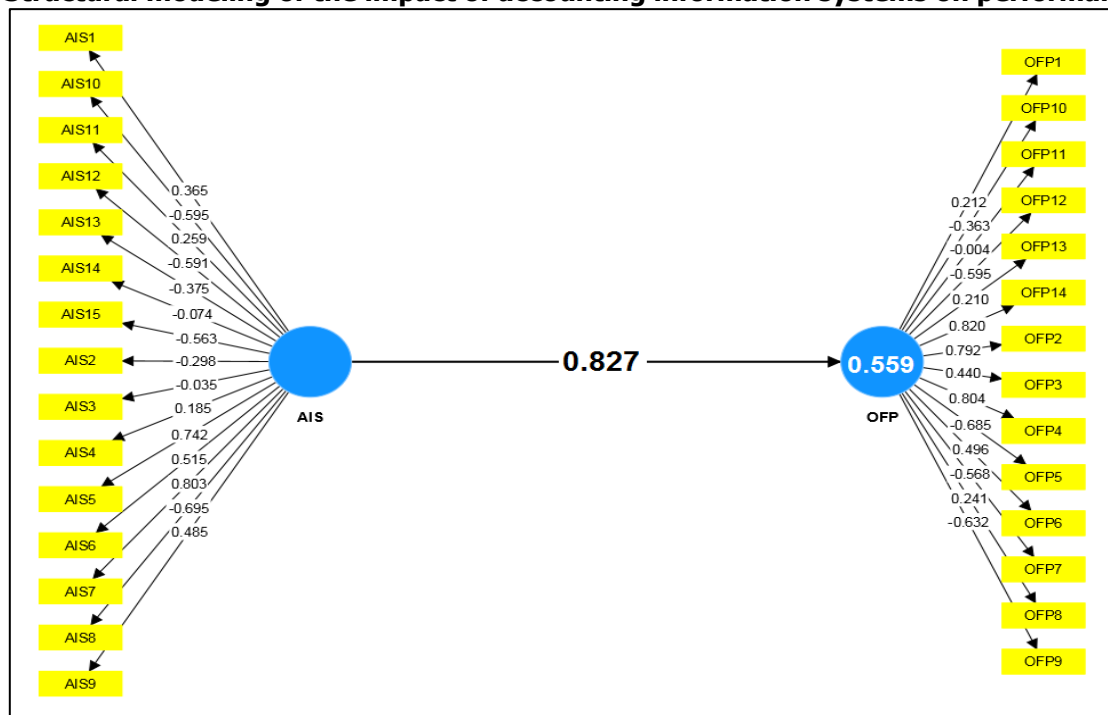 Structural modeling of the impact of accounting information systems on
AIS1
AIS10
AIS11
AIS12
AIS13
AIS14
AIS15
AIS2
AIS3
AIS4
AIS5
AIS6
AIS7
AIS8
AIS9
0.365
-0.595
0.259
-0.591
-0.375
-0.074
-0.563
-0.298
-0.035
0.185
0.742
0.515
0.803
-0.695
0.485
AIS
0.827
0.559
OFP
0.212
-0.363
-0.004
-0.595
0.210
0.820
0.792
0.440
0.804
-0.685
0.496
-0.568
0.241
-0.632
OFP1
OFP10
OFP11
OFP12
OFP13
OFP14
OFP2
OFP3
OFP4
OFP5
OFP6
OFP7
OFP8
OFP9